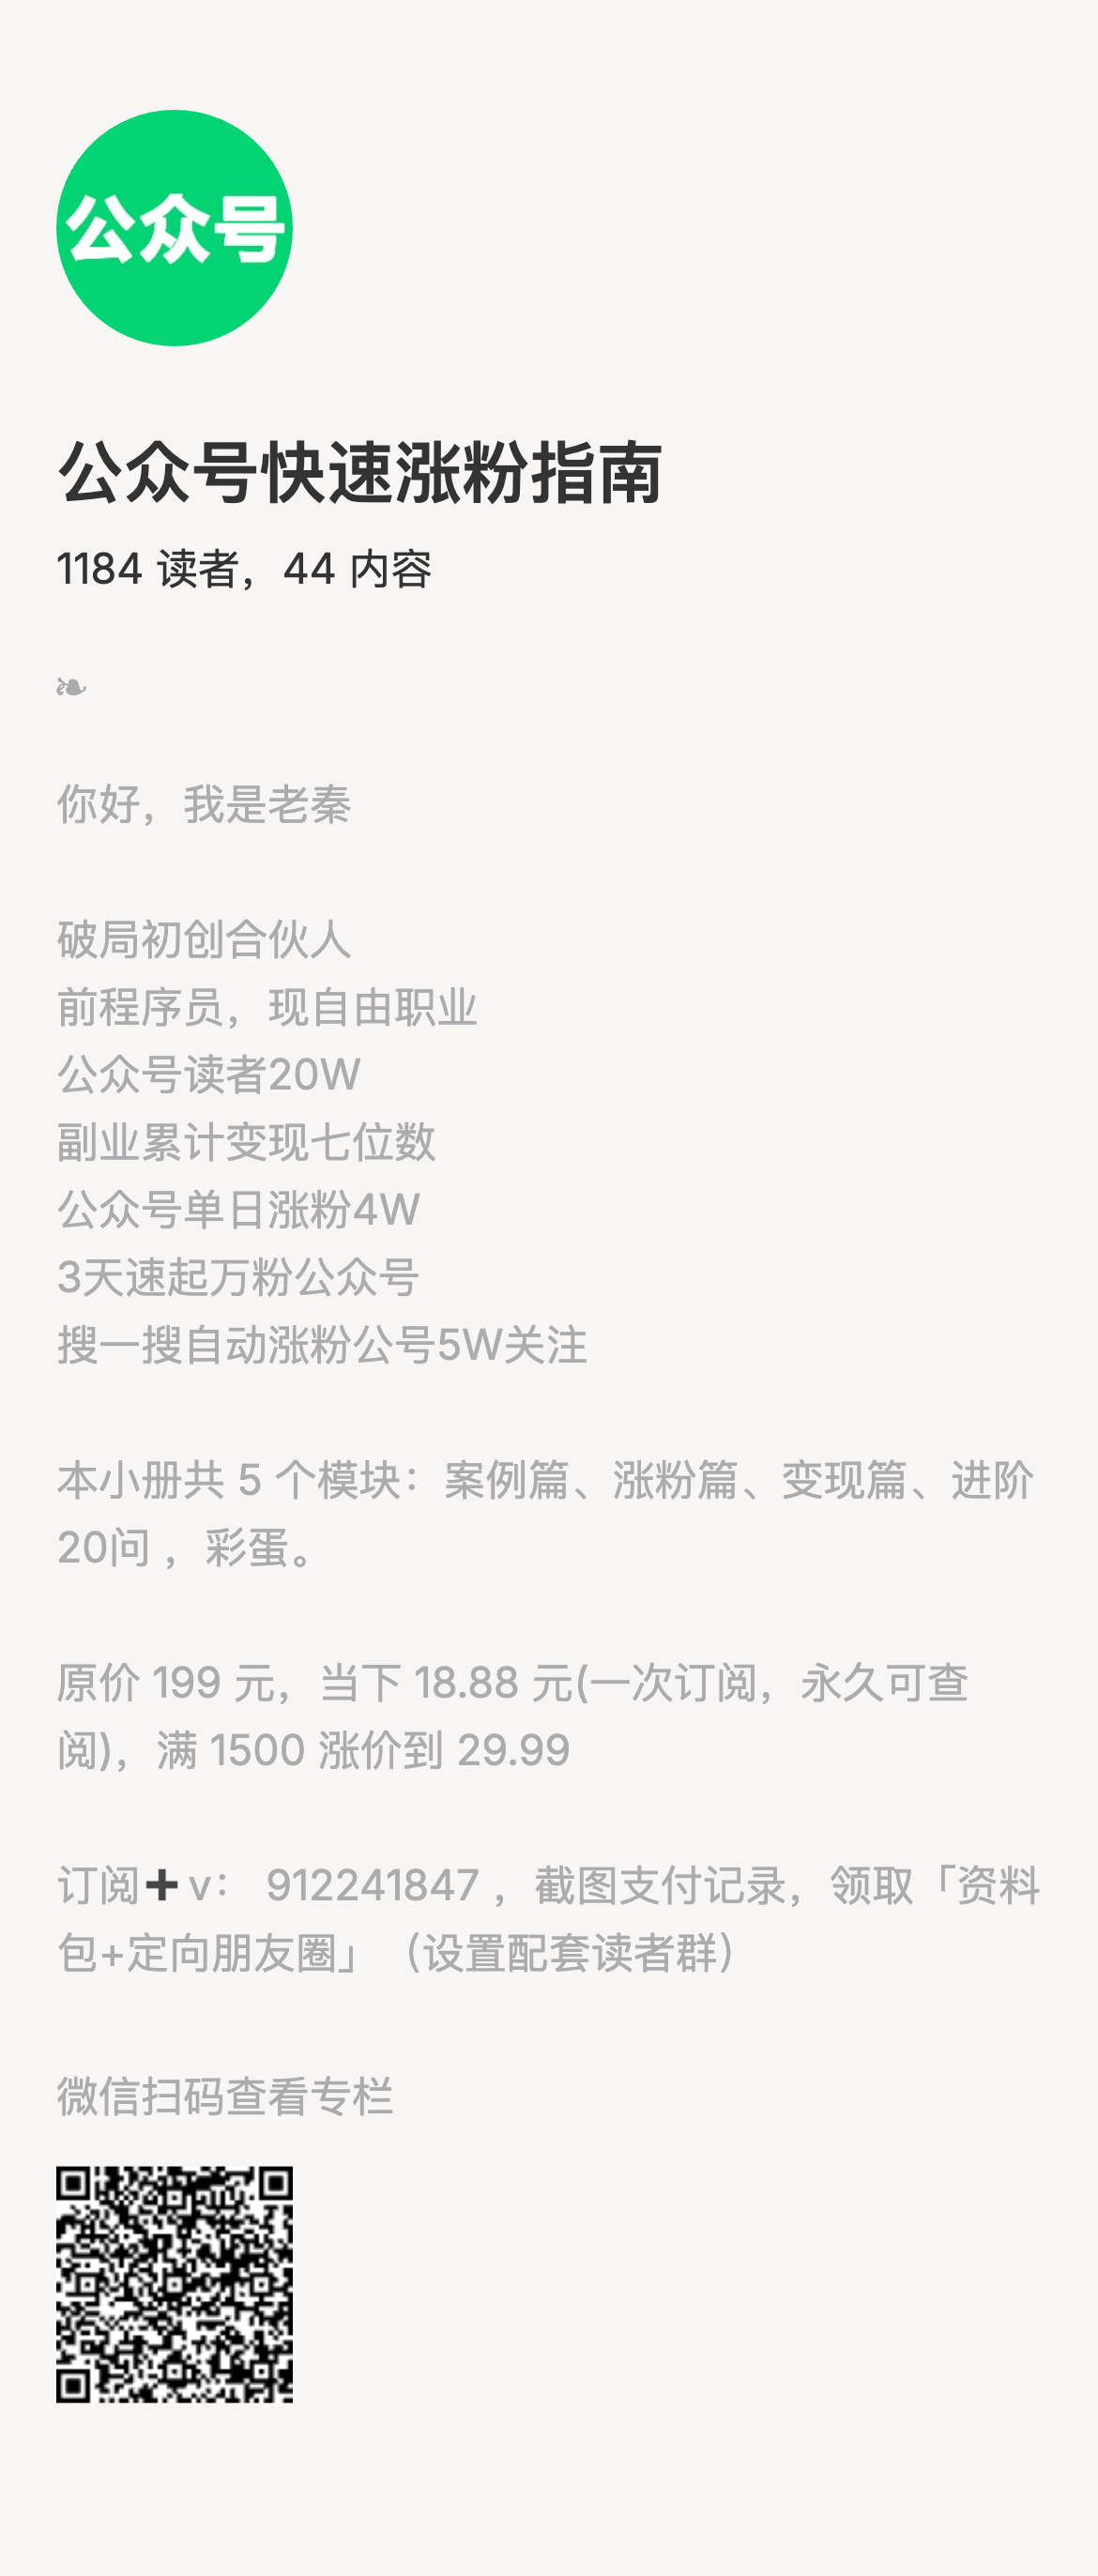 公众号
公众号快速涨粉指南
1184 读者，44 内容
❧
你好，我是老秦
破局初创合伙人
前程序员，现自由职业
公众号读者20W
副业累计变现七位数
公众号单日涨粉4W
3天速起万粉公众号
搜一搜自动涨粉公号5W关注
本小册共 5 个模块：案例篇、涨粉篇、变现篇、进阶
20问 ，彩蛋。
原价 199 元，当下 18.88 元(一次订阅，永久可查
阅)，满 1500 涨价到 29.99
订阅➕v： 912241847 ，截图支付记录，领取「资料
包+定向朋友圈」（设置配套读者群）
微信扫码查看专栏